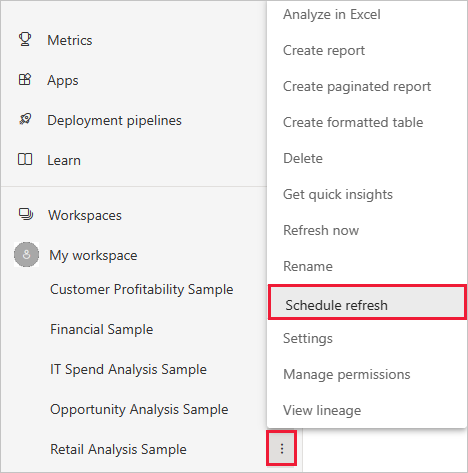 Metrics
Apps
Deployment pipelines
Learn
Workspaces
My workspace
Customer Profitability Sample
Financial Sample
IT Spend Analysis Sample
Opportunity Analysis Sample
Retail Analysis Sample
Analyze in Excel
Create report
Create paginated report
Create formatted table
Delete
Get quick insights
Refresh now
Rename
Schedule refresh
Settings
Manage permissions
View lineage